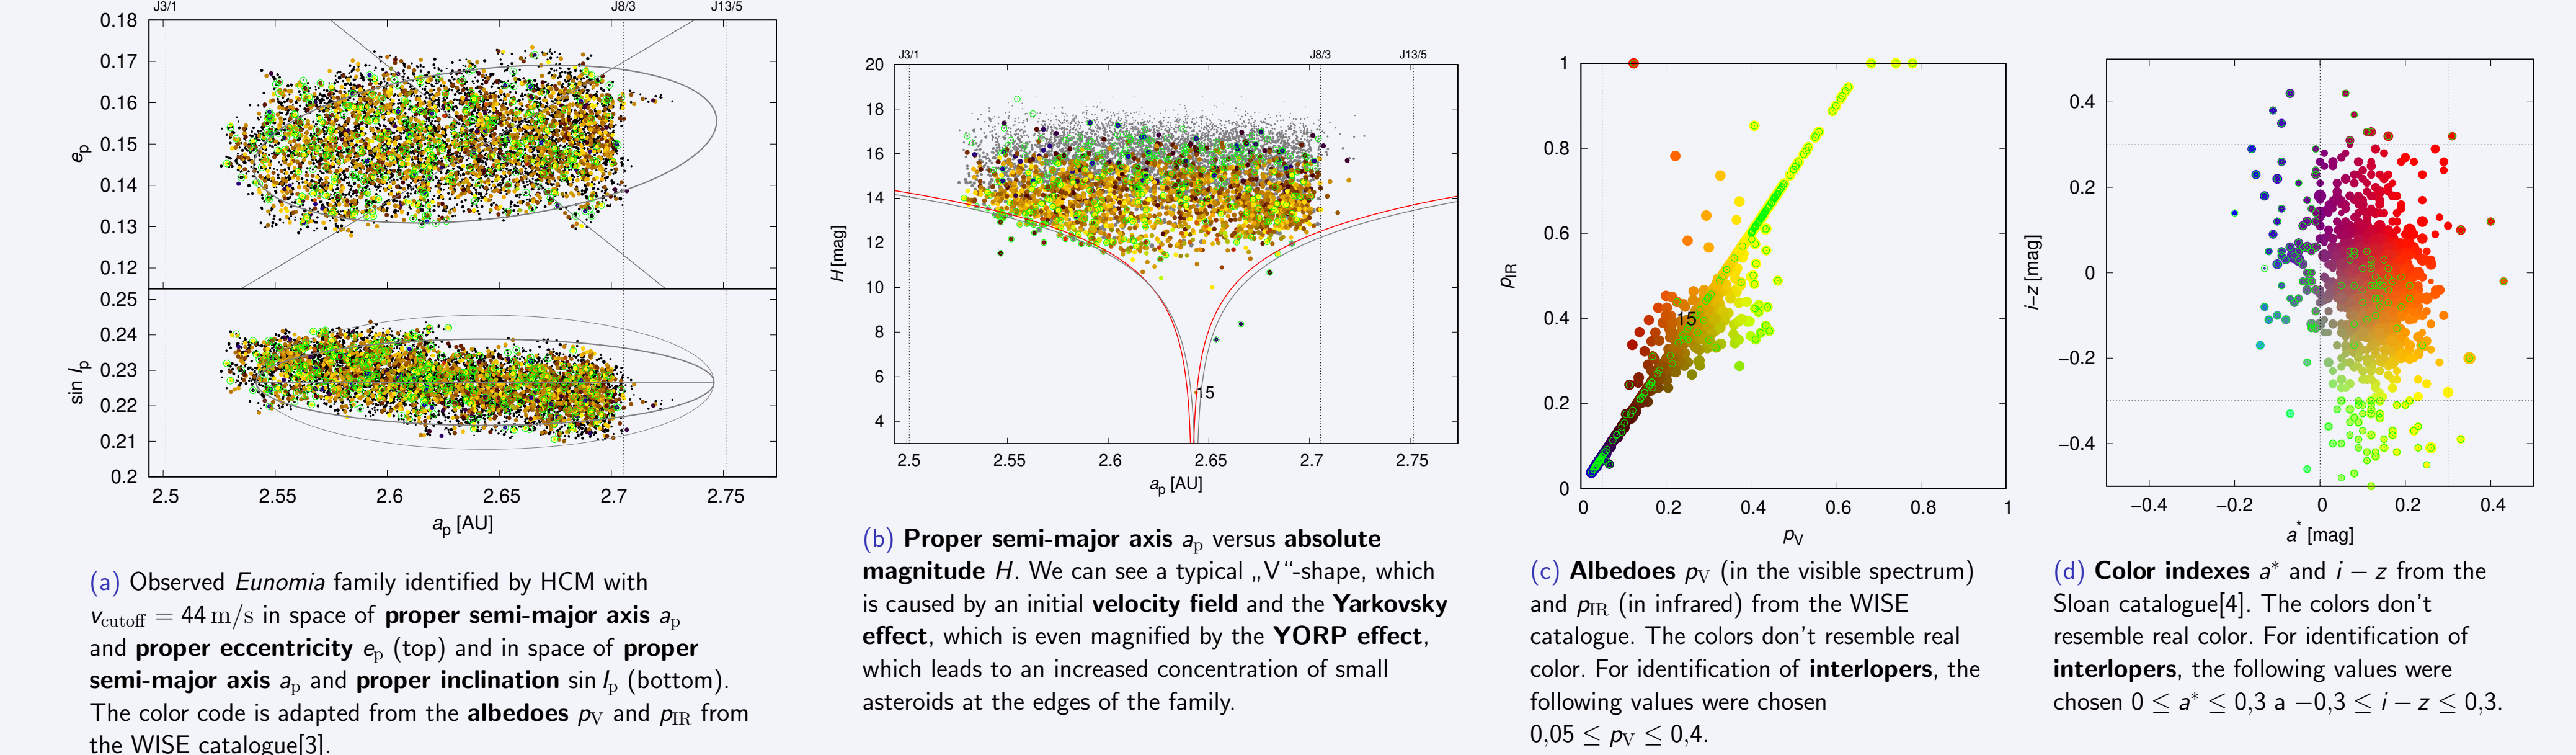 J3/1
J8/3
J13/5
0.18
0.17
0.16
0.15
0.14
0.13
0.12
e_p
0.25
0.24
0.23
0.22
0.21
0.2
sin I_p
2.5 2.55 2.6 2.65 2.7 2.75
a_p [AU]
(a) Observed Eunomia family identified by HCM with
v_cutoff = 44 m/s in space of proper semi-major axis a_p
and proper eccentricity e_p (top) and in space of proper
semi-major axis a_p and proper inclination sin I_p (bottom).
The color code is adapted from the albedoes p_V and p_IR from
the WISE catalogue[3].
J3/1
J8/3
J13/5
20
18
16
14
12
10
8
6
4
H [mag]
15
2.5 2.55 2.6 2.65 2.7 2.75
a_p [AU]
(b) Proper semi-major axis a_p versus absolute
magnitude H. We can see a typical „V“-shape, which
is caused by an initial velocity field and the Yarkovsky
effect, which is even magnified by the YORP effect,
which leads to an increased concentration of small
asteroids at the edges of the family.
1
0.8
0.6
0.4
0.2
0
p_IR
15
0 0.2 0.4 0.6 0.8 1
p_V
(c) Albedoes p_V (in the visible spectrum)
and p_IR (in infrared) from the WISE
catalogue. The colors don't resemble real
color. For identification of interlopers, the
following values were chosen
0,05 ≤ p_V ≤ 0,4.
0.4
0.2
0
−0.2
−0.4
i−z [mag]
−0.4 −0.2 0 0.2 0.4
a* [mag]
(d) Color indexes a* and i − z from the
Sloan catalogue[4]. The colors don't
resemble real color. For identification of
interlopers, the following values were
chosen 0 ≤ a* ≤ 0,3 a −0,3 ≤ i − z ≤ 0,3.